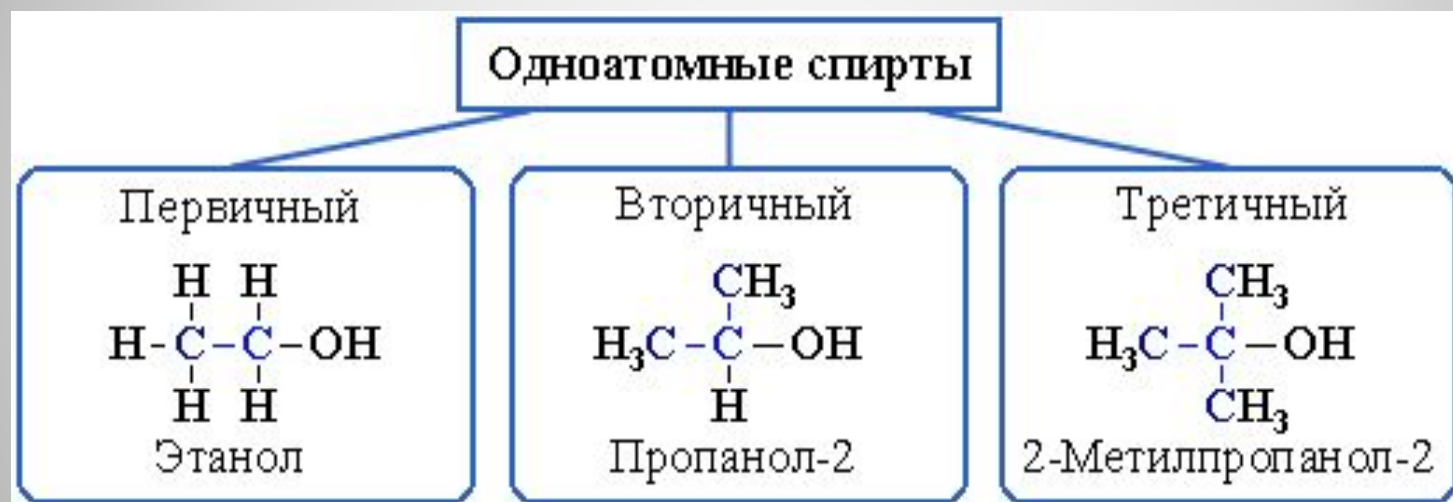 Одноатомные спирты
Первичный
H H
H-C-C-OH
H H
Этанол
Вторичный
CH₃
H₃C-C-OH
H
Пропанол-2
Третичный
CH₃
H₃C-C-OH
CH₃
2-Метилпропанол-2